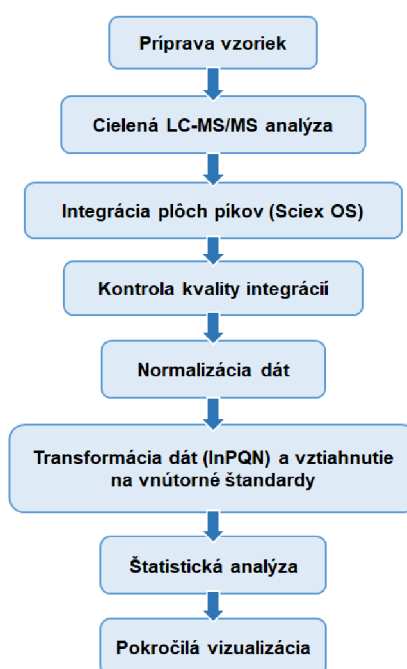 Príprava vzoriek
Cielená LC-MS/MS analýza
Integrácia plôch píkov (Sciex OS)
Kontrola kvality integrácií
Normalizácia dát
Transformácia dát (lnPQN) a vztiahnutie
na vnútorné štandardy
Štatistická analýza
Pokročilá vizualizácia